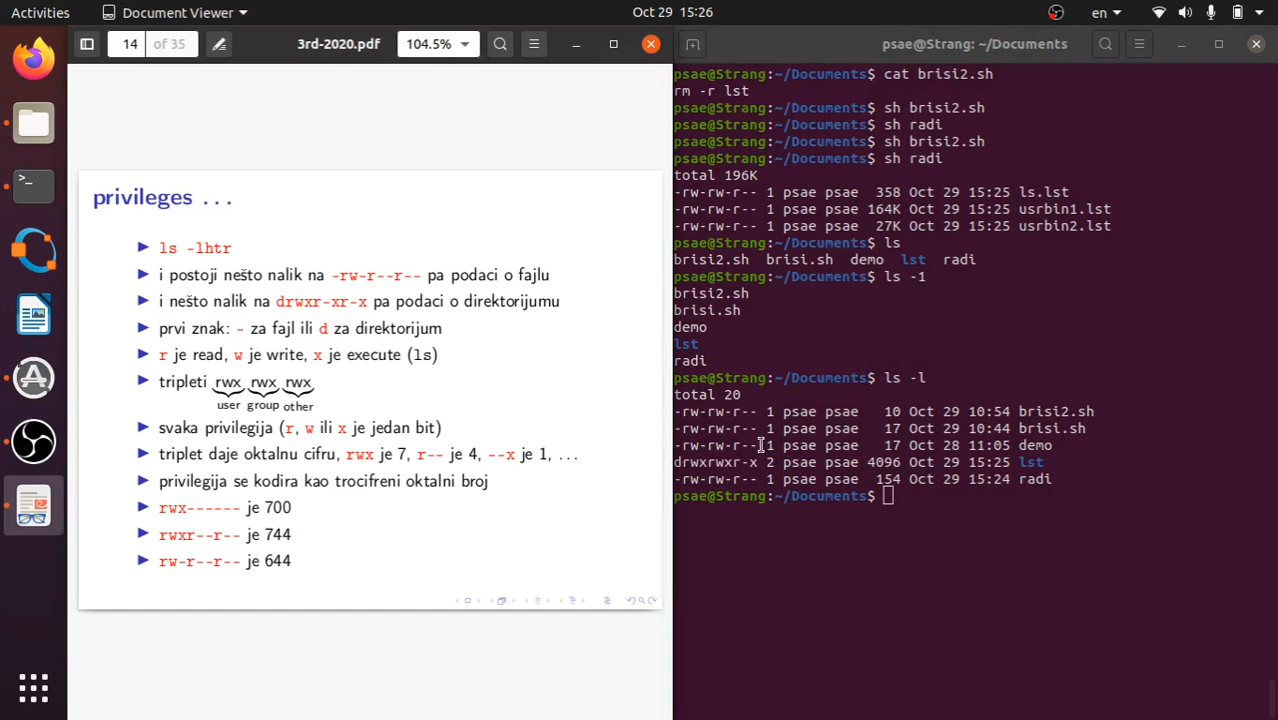 Activities
Document Viewer
Oct 29 15:26
en
14
of 35
3rd-2020.pdf
104.5%
privileges ...
ls -lhtr
i postoji nešto nalik na -rw-r--r-- pa podaci o fajlu
i nešto nalik na drwxr-xr-x pa podaci o direktorijumu
prvi znak: - za fajl ili d za direktorijum
r je read, w je write, x je execute (ls)
tripleti rwx rwx rwx
user group other
svaka privilegija (r, w ili x je jedan bit)
triplet daje oktalnu cifru, rwx je 7, r-- je 4, --x je 1, ...
privilegija se kodira kao trocifreni oktalni broj
rwx------ je 700
rwxr--r-- je 744
rw-r--r-- je 644
psae@Strang: ~/Documents
psae@Strang:~/Documents$ cat brisi2.sh
rm -r lst
psae@Strang:~/Documents$ sh brisi2.sh
psae@Strang:~/Documents$ sh radi
psae@Strang:~/Documents$ sh brisi2.sh
psae@Strang:~/Documents$ sh radi
total 196K
-rw-rw-r-- 1 psae psae  358 Oct 29 15:25 ls.lst
-rw-rw-r-- 1 psae psae 164K Oct 29 15:25 usrbin1.lst
-rw-rw-r-- 1 psae psae  27K Oct 29 15:25 usrbin2.lst
psae@Strang:~/Documents$ ls
brisi2.sh  brisi.sh  demo  lst  radi
psae@Strang:~/Documents$ ls -1
brisi2.sh
brisi.sh
demo
lst
radi
psae@Strang:~/Documents$ ls -l
total 20
-rw-rw-r-- 1 psae psae   10 Oct 29 10:54 brisi2.sh
-rw-rw-r-- 1 psae psae   17 Oct 29 10:44 brisi.sh
-rw-rw-r-- 1 psae psae   17 Oct 28 11:05 demo
drwxrwxr-x 2 psae psae 4096 Oct 29 15:25 lst
-rw-rw-r-- 1 psae psae  154 Oct 29 15:24 radi
psae@Strang:~/Documents$